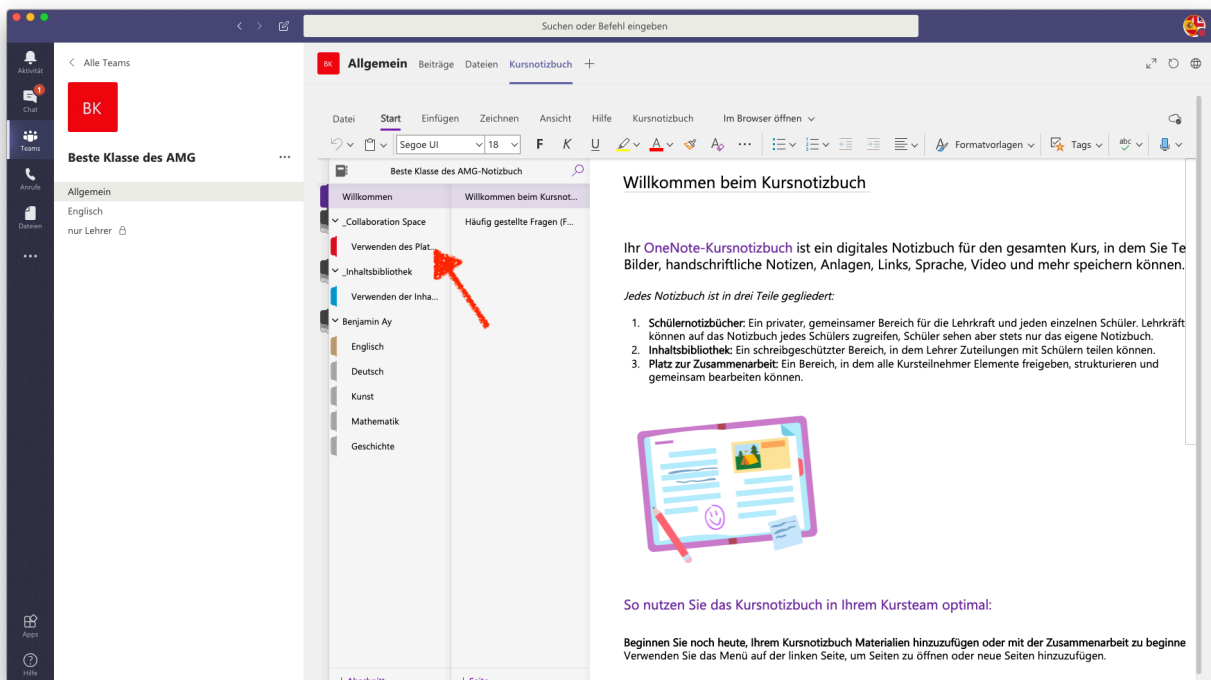 Suchen oder Befehl eingeben
Aktivität
1
Chat
Teams
Anrufe
Dateien
Apps
Hilfe
Alle Teams
BK
Beste Klasse des AMG
Allgemein
Englisch
nur Lehrer
BK Allgemein Beiträge Dateien Kursnotizbuch +
Datei Start Einfügen Zeichnen Ansicht Hilfe Kursnotizbuch Im Browser öffnen
Segoe UI 18 F K U A A Formatvorlagen Tags abc
Beste Klasse des AMG-Notizbuch
Willkommen
_Collaboration Space
Verwenden des Plat...
_Inhaltsbibliothek
Verwenden der Inha...
Benjamin Ay
Englisch
Deutsch
Kunst
Mathematik
Geschichte
Willkommen beim Kursnot...
Häufig gestellte Fragen (F...
Willkommen beim Kursnotizbuch
Ihr OneNote-Kursnotizbuch ist ein digitales Notizbuch für den gesamten Kurs, in dem Sie Te
Bilder, handschriftliche Notizen, Anlagen, Links, Sprache, Video und mehr speichern können.
Jedes Notizbuch ist in drei Teile gegliedert:
1. Schülernotizbücher: Ein privater, gemeinsamer Bereich für die Lehrkraft und jeden einzelnen Schüler. Lehrkräft
können auf das Notizbuch jedes Schülers zugreifen, Schüler sehen aber stets nur das eigene Notizbuch.
2. Inhaltsbibliothek: Ein schreibgeschützter Bereich, in dem Lehrer Zuteilungen mit Schülern teilen können.
3. Platz zur Zusammenarbeit: Ein Bereich, in dem alle Kursteilnehmer Elemente freigeben, strukturieren und
gemeinsam bearbeiten können.
So nutzen Sie das Kursnotizbuch in Ihrem Kursteam optimal:
Beginnen Sie noch heute, Ihrem Kursnotizbuch Materialien hinzuzufügen oder mit der Zusammenarbeit zu beginne
Verwenden Sie das Menü auf der linken Seite, um Seiten zu öffnen oder neue Seiten hinzuzufügen.